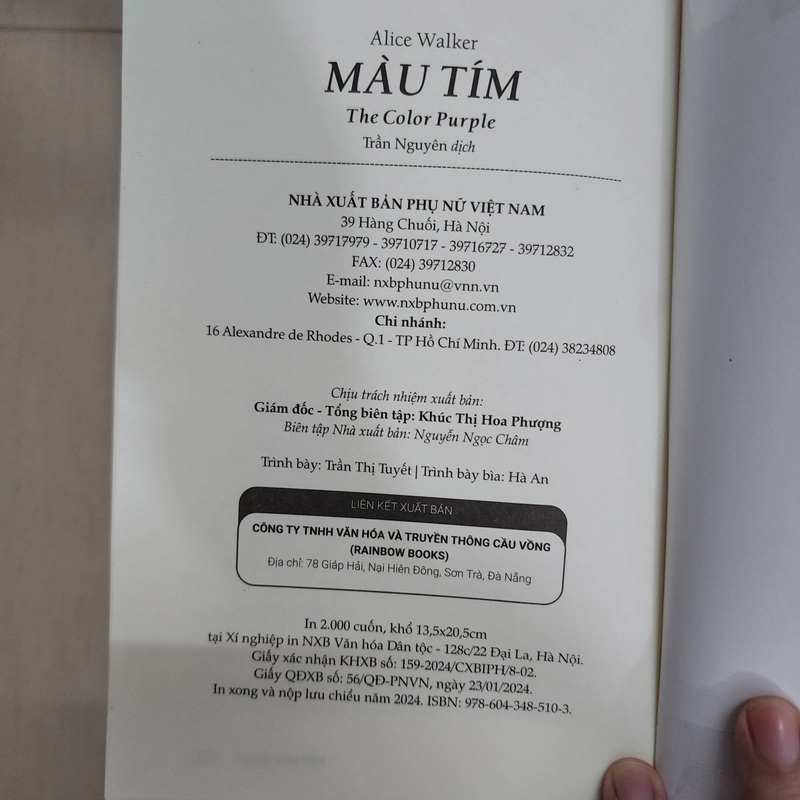 Alice Walker
MÀU TÍM
The Color Purple
Trần Nguyên dịch
NHÀ XUẤT BẢN PHỤ NỮ VIỆT NAM
39 Hàng Chuối, Hà Nội
ĐT: (024) 39717979 - 39710717 - 39716727 - 39712832
FAX: (024) 39712830
E-mail: nxbphunu@vnn.vn
Website: www.nxbphunu.com.vn
Chi nhánh:
16 Alexandre de Rhodes - Q.1 - TP Hồ Chí Minh. ĐT: (024) 38234808
Chịu trách nhiệm xuất bản:
Giám đốc - Tổng biên tập: Khúc Thị Hoa Phượng
Biên tập Nhà xuất bản: Nguyễn Ngọc Châm
Trình bày: Trần Thị Tuyết | Trình bày bìa: Hà An
LIÊN KẾT XUẤT BẢN
CÔNG TY TNHH VĂN HÓA VÀ TRUYỀN THÔNG CẦU VỒNG
(RAINBOW BOOKS)
Địa chỉ: 78 Giáp Hải, Nại Hiên Đông, Sơn Trà, Đà Nẵng
In 2.000 cuốn, khổ 13,5x20,5cm
tại Xí nghiệp in NXB Văn hóa Dân tộc - 128c/22 Đại La, Hà Nội.
Giấy xác nhận KHXB số: 159-2024/CXBIPH/8-02.
Giấy QĐXB số: 56/QĐ-PNVN, ngày 23/01/2024.
In xong và nộp lưu chiểu năm 2024. ISBN: 978-604-348-510-3.